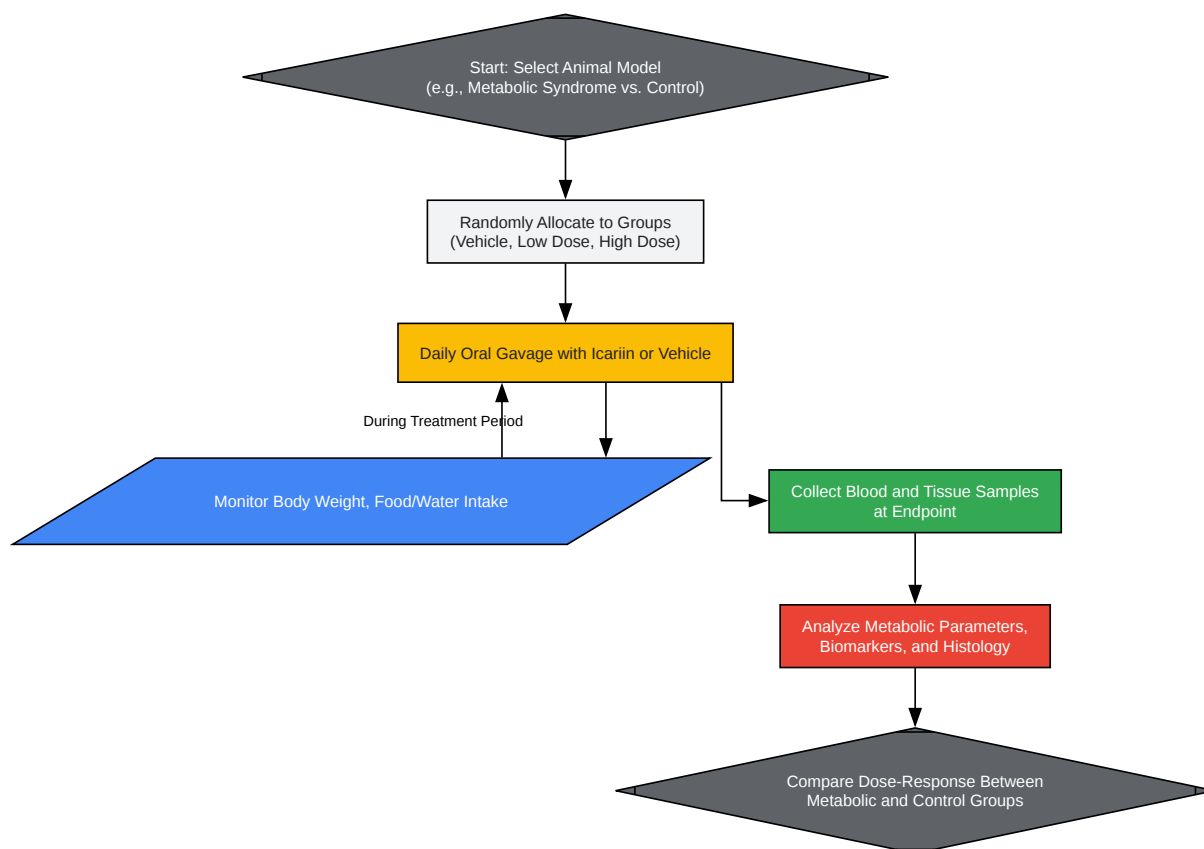 Start: Select Animal Model
(e.g., Metabolic Syndrome vs. Control)
Randomly Allocate to Groups
(Vehicle, Low Dose, High Dose)
Daily Oral Gavage with Icariin or Vehicle
During Treatment Period
Monitor Body Weight, Food/Water Intake
Collect Blood and Tissue Samples
at Endpoint
Analyze Metabolic Parameters,
Biomarkers, and Histology
Compare Dose-Response Between
Metabolic and Control Groups